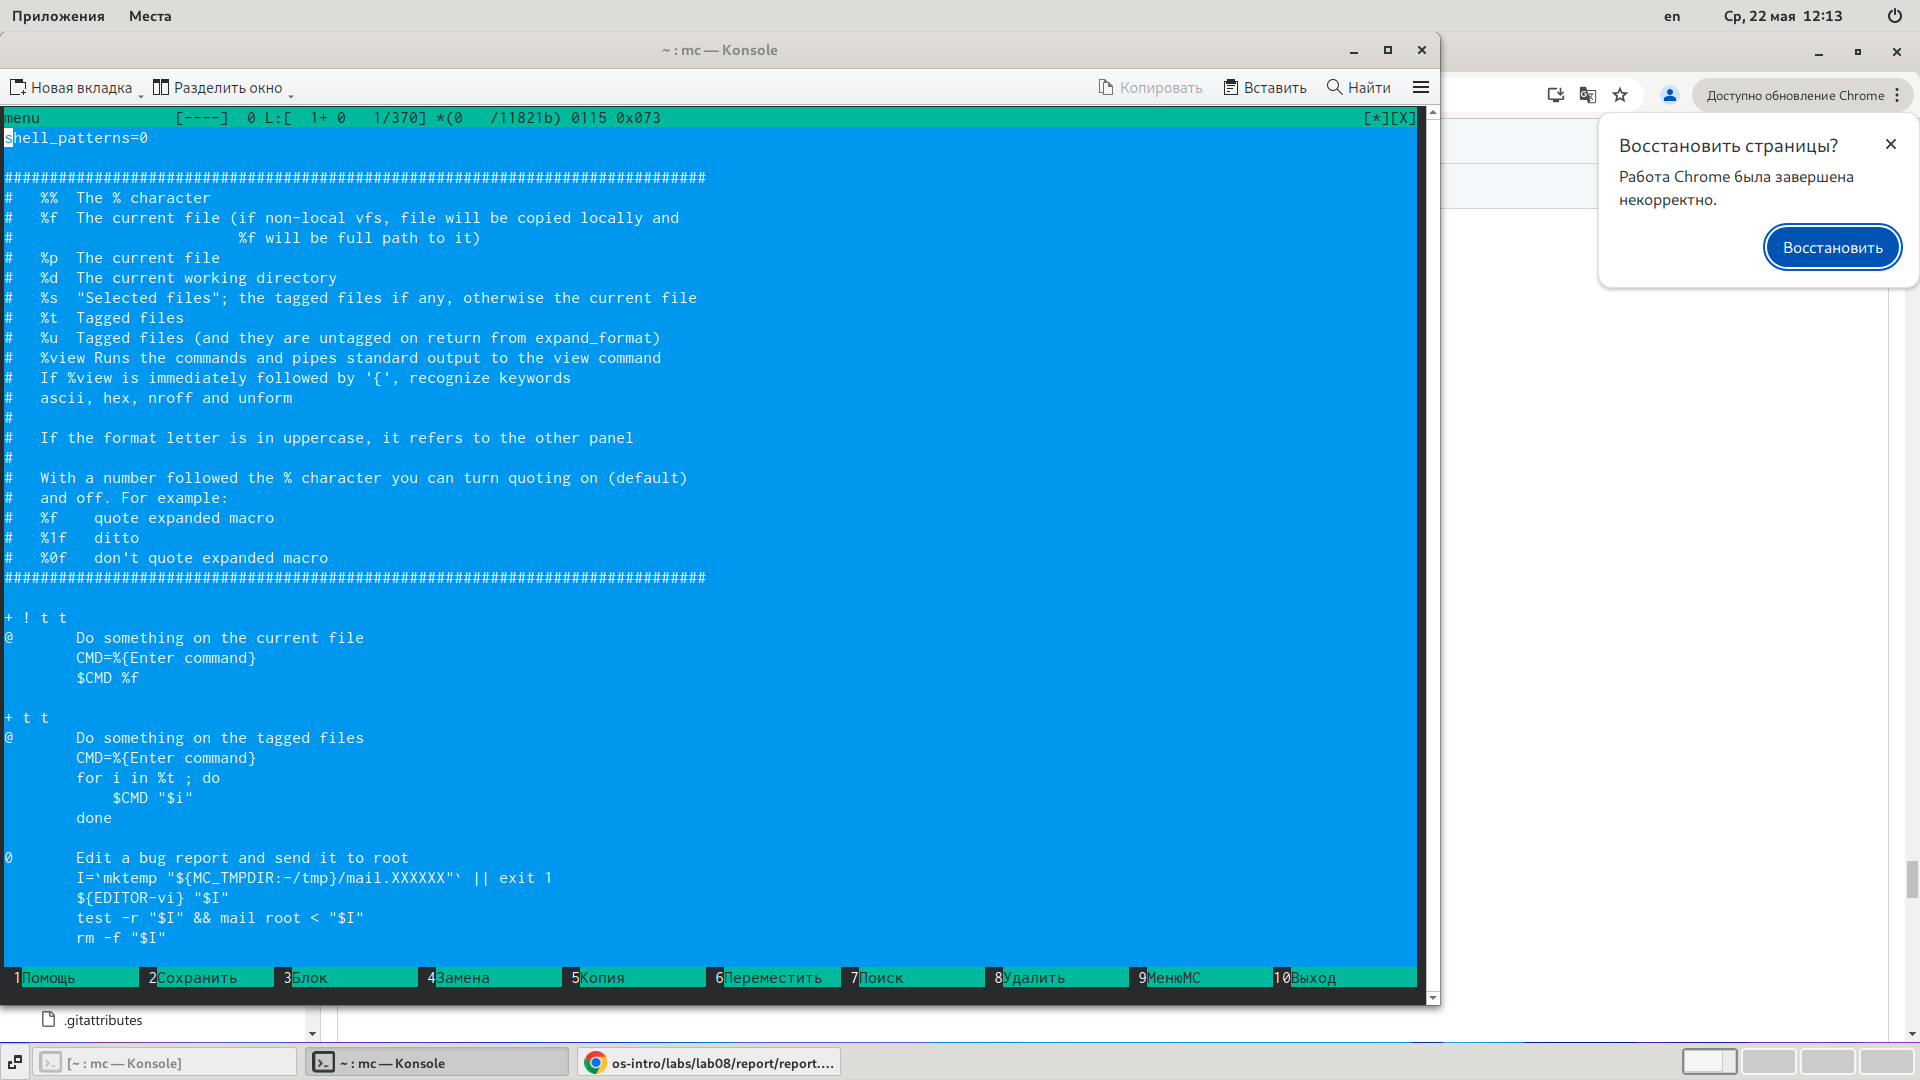 Приложения Места en Ср, 22 мая 12:13
~ : mc — Konsole
Новая вкладка Разделить окно Копировать Вставить Найти
Доступно обновление Chrome
menu [----] 0 L:[ 1+ 0 1/370] *(0 /11821b) 0115 0x073 [*][X]
shell_patterns=0
##############################################################################
# %% The % character
# %f The current file (if non-local vfs, file will be copied locally and
# %f will be full path to it)
# %p The current file
# %d The current working directory
# %s "Selected files"; the tagged files if any, otherwise the current file
# %t Tagged files
# %u Tagged files (and they are untagged on return from expand_format)
# %view Runs the commands and pipes standard output to the view command
# If %view is immediately followed by '{', recognize keywords
# ascii, hex, nroff and unform
#
# If the format letter is in uppercase, it refers to the other panel
#
# With a number followed the % character you can turn quoting on (default)
# and off. For example:
# %f quote expanded macro
# %1f ditto
# %0f don't quote expanded macro
##############################################################################
+ ! t t
@ Do something on the current file
CMD=%{Enter command}
$CMD %f
+ t t
@ Do something on the tagged files
CMD=%{Enter command}
for i in %t ; do
$CMD "$i"
done
0 Edit a bug report and send it to root
I=`mktemp "${MC_TMPDIR:-/tmp}/mail.XXXXXX"` || exit 1
${EDITOR-vi} "$I"
test -r "$I" && mail root < "$I"
rm -f "$I"
1Помощь 2Сохранить 3Блок 4Замена 5Копия 6Переместить 7Поиск 8Удалить 9МенюMC 10Выход
Восстановить страницы?
Работа Chrome была завершена
некорректно.
Восстановить
.gitattributes
[~ : mc — Konsole] ~ : mc — Konsole os-intro/labs/lab08/report/report....